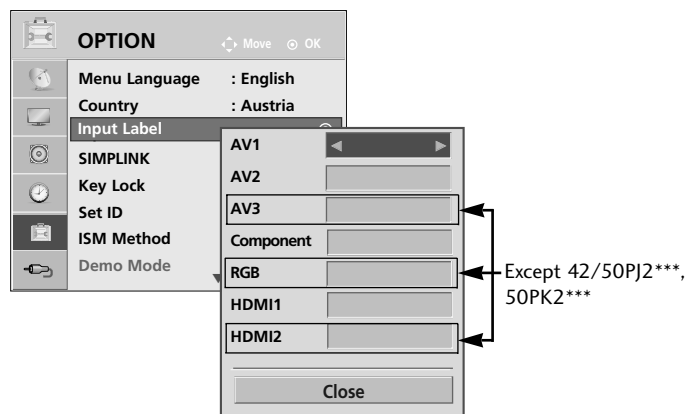 OPTION
Move OK
Menu Language : English
Country : Austria
Input Label
SIMPLINK
Key Lock
Set ID
ISM Method
Demo Mode
AV1
AV2
AV3
Component
RGB
HDMI1
HDMI2
Close
Except 42/50PJ2***,
50PK2***